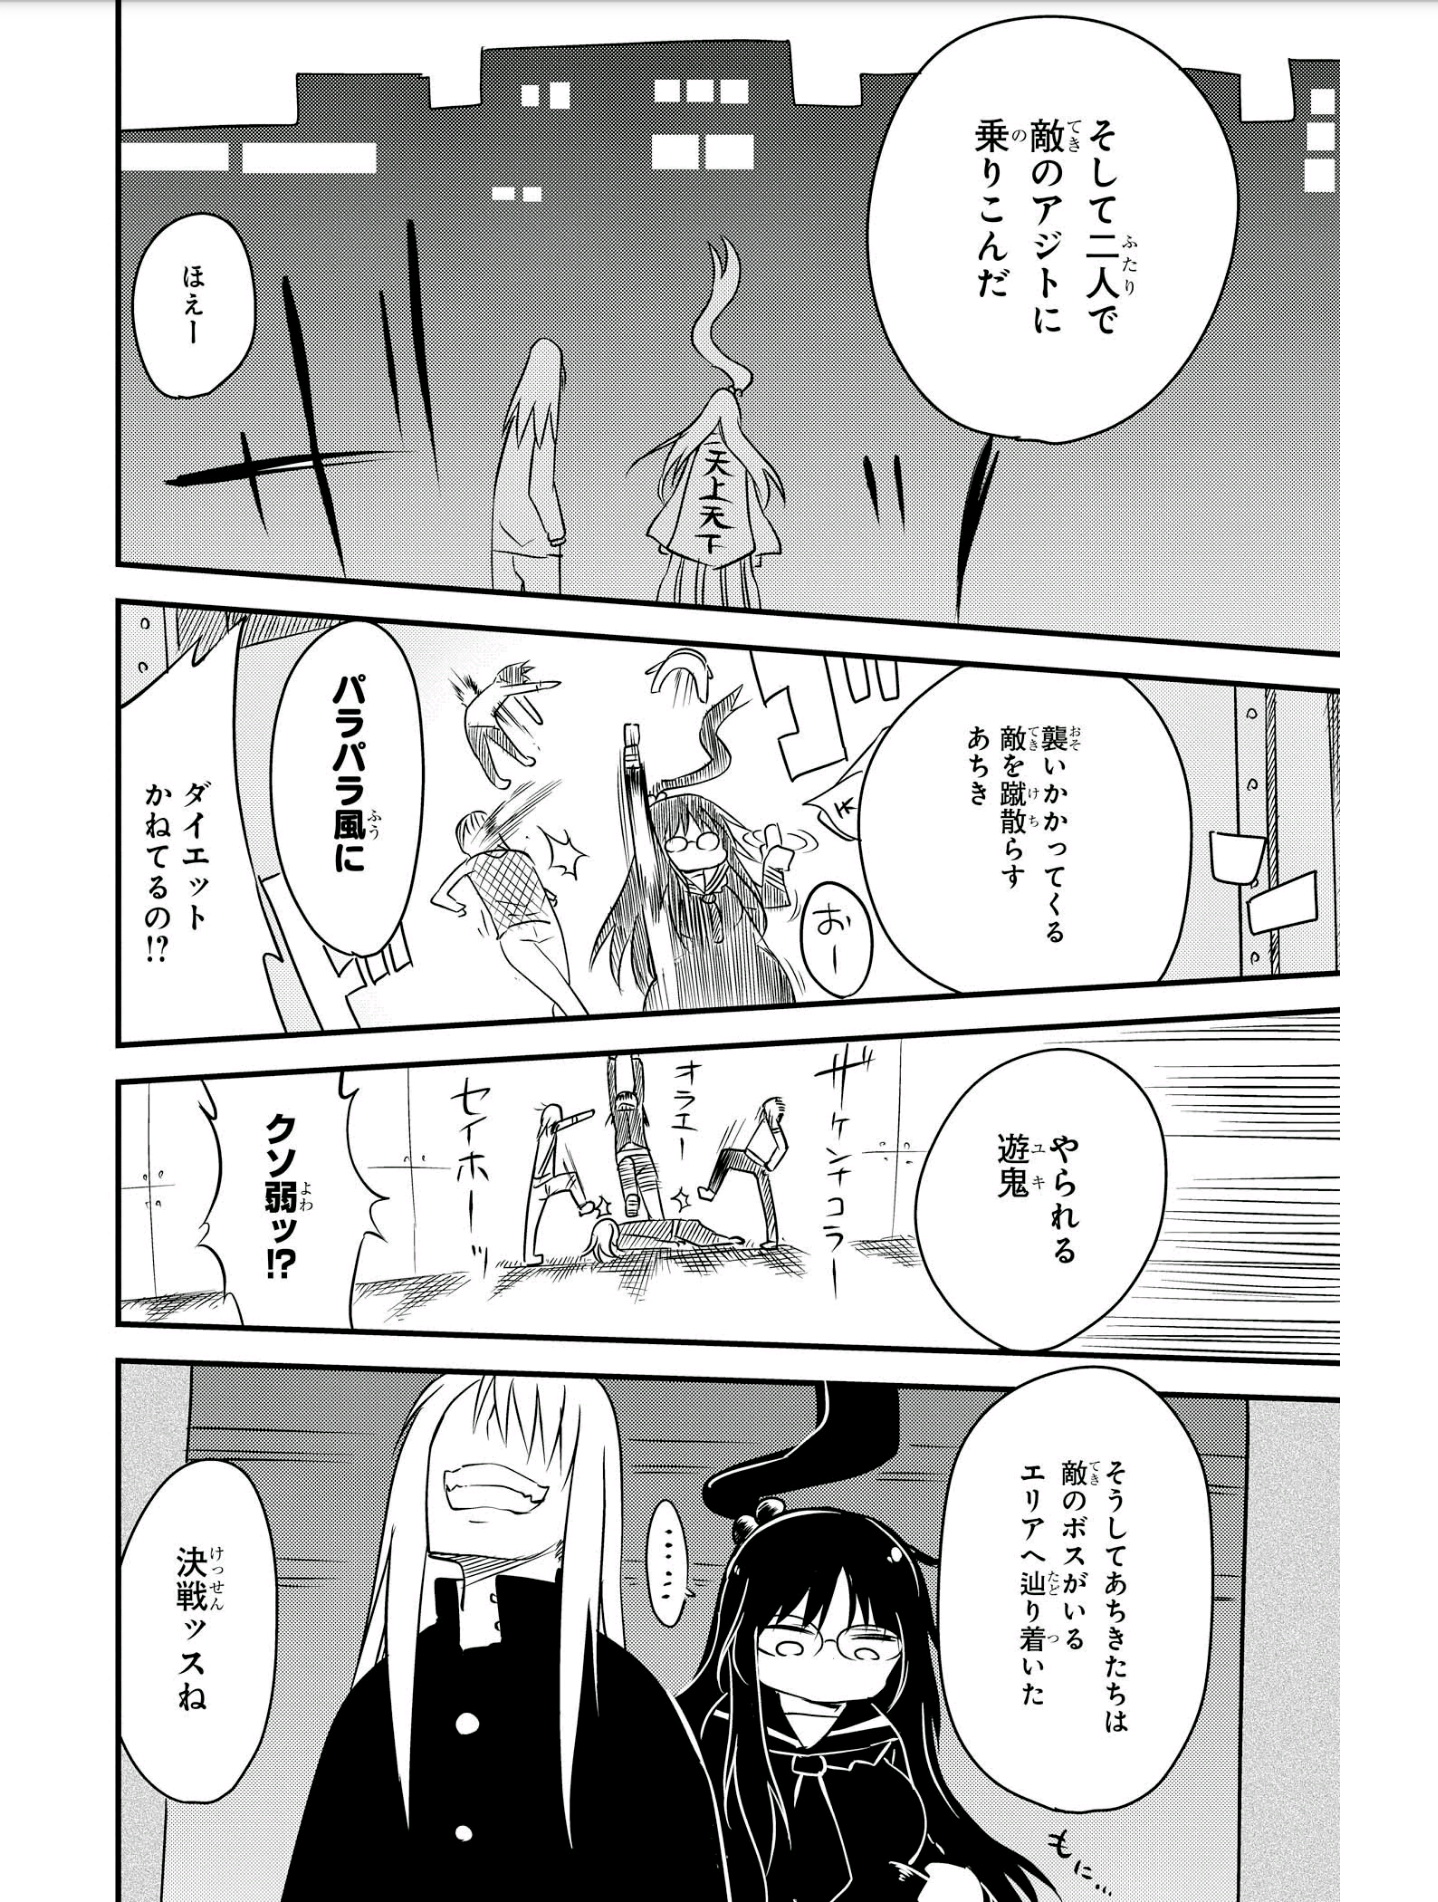 そして二人で
敵のアジトに
乗りこんだ
天上天下
ほえー
襲いかかってくる
敵を蹴散らす
あちき
おー
パラパラ風に
ダイエット
かねてるの!?
やられる
遊鬼
ザッケンナコラー
オラエー
セイホー
クソ弱ッ!?
そうしてあちきたちは
敵のボスがいる
エリアへ辿り着いた
もに…
……
決戦ッスね